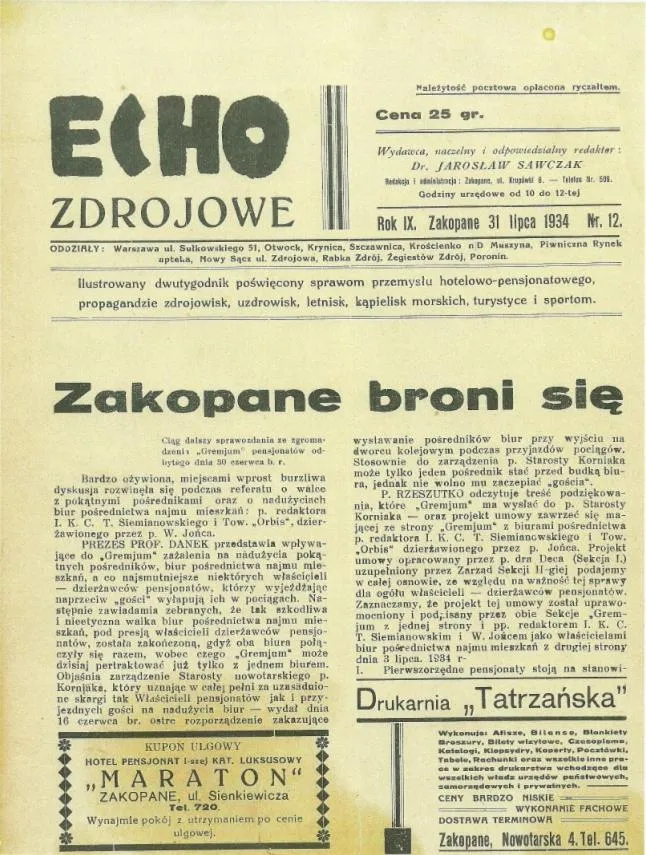 Należytość pocztowa opłacona ryczałtem.
ECHO
ZDROJOWE
Cena 25 gr.
Wydawca, naczelny i odpowiedzialny redaktor :
Dr. JAROSŁAW SAWCZAK
Redakcja i administracja : Zakopane, ul. Krupówki 6. — Telefon Nr. 599.
Godziny urzędowe od 10 do 12-tej
Rok IX. Zakopane 31 lipca 1934 Nr. 12.
ODDZIAŁY: Warszawa ul. Sułkowskiego 51, Otwock, Krynica, Szczawnica, Krościenko n|D Muszyna, Piwniczna Rynek
apteka, Nowy Sącz ul. Zdrojowa, Rabka Zdrój, Żegiestów Zdrój, Poronin.
Ilustrowany dwutygodnik poświęcony sprawom przemysłu hotelowo-pensjonatowego,
propagandzie zdrojowisk, uzdrowisk, letnisk, kąpielisk morskich, turystyce i sportom.
Zakopane broni się
Ciąg dalszy sprawozdania ze zgroma-
dzenia „Gremjum" pensjonatów od-
bytego dnia 30 czerwca b. r.
Bardzo ożywiona, miejscami wprost burzliwa
dyskusja rozwinęła się podczas referatu o walce
z pokątnymi pośrednikami oraz o nadużyciach
biur pośrednictwa najmu mieszkań: p. redaktora
I. K. C. T. Siemianowskiego i Tow. „Orbis", dzier-
żawionego przez p. W. Jońca.
PREZES PROF. DANEK przedstawia wpływa-
jące do „Gremjum" zażalenia na nadużycia poką-
tnych pośredników, biur pośrednictwa najmu miesz-
kań, a co najsmutniejsze niektórych właścicieli
— dzierżawców pensjonatów, którzy wyjeżdżając
naprzeciw „gości" wyłapują ich w pociągach. Na-
stępnie zawiadamia zebranych, że tak szkodliwa
i nieetyczna walka biur pośrednictwa najmu miesz-
kań, pod presją właścicieli dzierżawców pensjo-
natów, została zakończoną, gdyż oba biura połą-
czyły się razem, wobec czego „Gremjum" może
dzisiaj pertraktować już tylko z jednem biurem.
Objaśnia zarządzenie Starosty nowotarskiego p.
Korniaka, który uznając w całej pełni za uzasadnio-
ne skargi tak Właścicieli pensjonatów jak i przy-
jezdnych gości na nadużycia biur — wydał dnia
16 czerwca br. ostre rozporządzenie zakazujące
wystawanie pośredników biur przy wyjściu na
dworcu kolejowym podczas przyjazdów pociągów.
Stosownie do zarządzenia p. Starosty Korniaka
może tylko jeden pośrednik stać przed budką biu-
ra, jednak nie wolno mu zaczepiać „gościa".
P. RZESZUTKO odczytuje treść podziękowa-
nia, które „Gremjum" ma wysłać do p. Starosty
Korniaka — oraz projekt umowy zawrzeć się ma-
jącej ze strony „Gremjum" z biurami pośrednictwa
p. redaktora I. K. C. T. Siemianowskiego i Tow.
„Orbis" dzierżawionego przez p. Jońca. Projekt
umowy opracowany przez p. dra Deca (Sekcja I.)
uzupełniony przez Zarząd Sekcji II-giej podajemy
w całej osnowie, ze względu na ważność tej sprawy
dla ogółu właścicieli — dzierżawców pensjonatów.
Zaznaczamy, że projekt tej umowy został uprawo-
mocniony i podpisany przez obie Sekcje „Grem-
jum z jednej strony i pp. redaktorem I. K. C.
T. Siemianowskim i W. Jońcem jako właścicielami
biur pośrednictwa najmu mieszkań z drugiej strony
dnia 3 lipca. 1934 r-
1. Pierwszorzędne pensjonaty stoją na stanowi-
KUPON ULGOWY
HOTEL PENSJONAT I-szej KAT. LUKSUSOWY
„MARATON"
ZAKOPANE, ul. Sienkiewicza
Tel. 720.
Wynajmie pokój z utrzymaniem po cenie
ulgowej.
Drukarnia „Tatrzańska"
Wykonuje: Afisze, Bilanse, Blankiety
Broszury, Bilety wizytowe, Czasopisma,
Katalogi, Klepsydry, Koperty, Pocztówki,
Tabele, Rachunki oraz wszelkie inne pra-
ce w zakres drukarstwa wchodzące dla
wszelkich władz urzędów państwowych,
samorządowych i prywatnych.
CENY BARDZO NISKIE
WYKONANIE FACHOWE
DOSTAWA TERMINOWA
Zakopane, Nowotarska 4. Tel. 645.